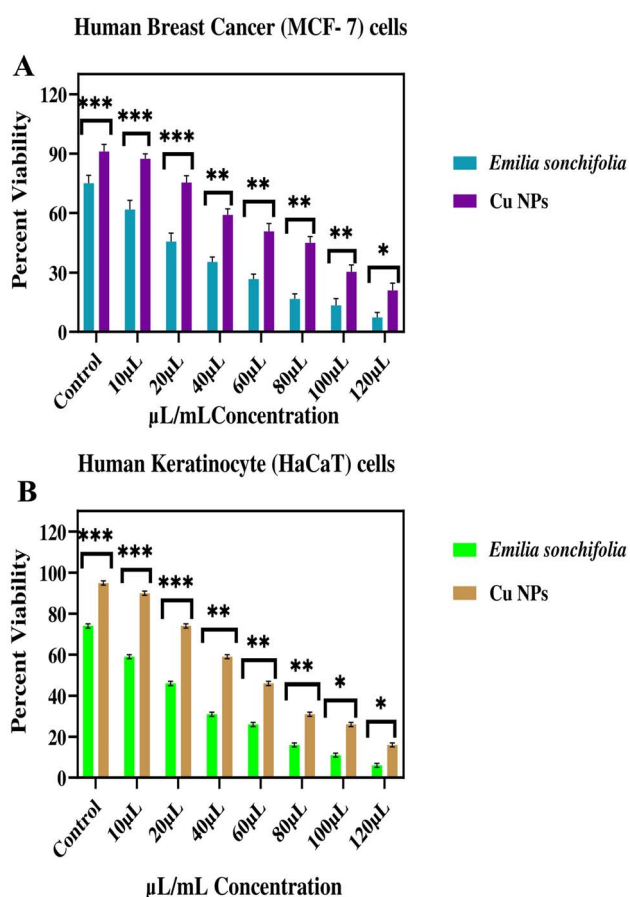 Human Breast Cancer (MCF- 7) cells
A
Percent Viability
120
90
60
30
0
*** *** *** ** ** ** ** *
Control 10µL 20µL 40µL 60µL 80µL 100µL 120µL
µL/mLConcentration
Emilia sonchifolia
Cu NPs
Human Keratinocyte (HaCaT) cells
B
Percent Viability
120
100
80
60
40
20
0
*** *** *** ** ** ** * *
Control 10µL 20µL 40µL 60µL 80µL 100µL 120µL
µL/mL Concentration
Emilia sonchifolia
Cu NPs